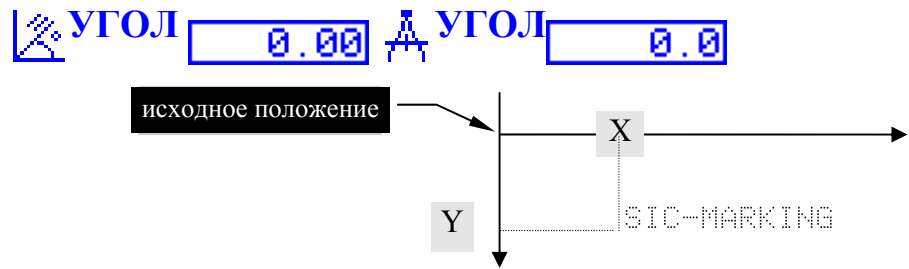 УГОЛ 0.00 УГОЛ 0.0
исходное положение
X
Y
SIC-MARKING